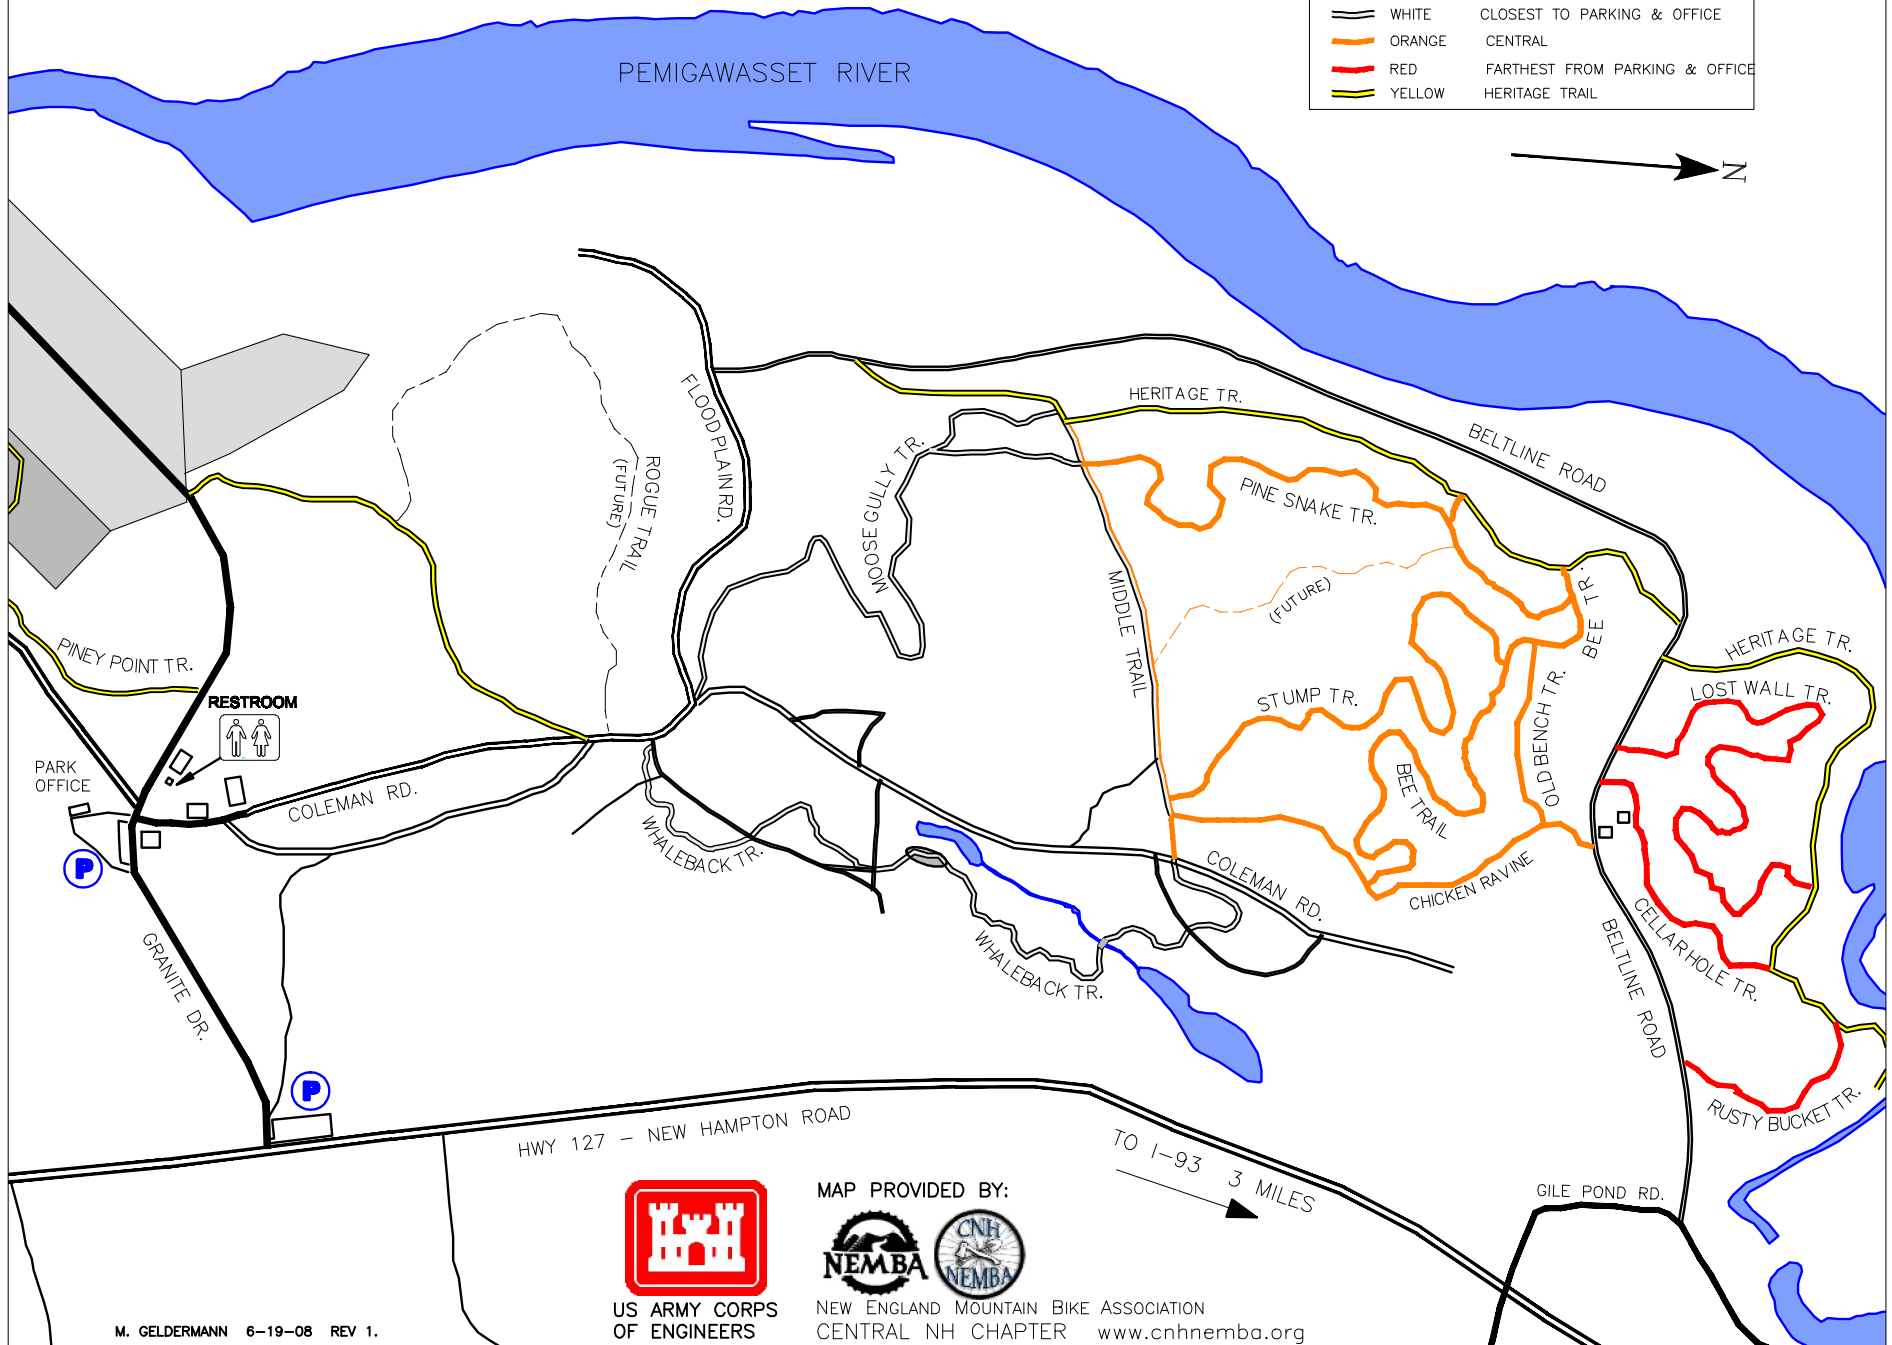 WHITE CLOSEST TO PARKING & OFFICE
ORANGE CENTRAL
RED FARTHEST FROM PARKING & OFFICE
YELLOW HERITAGE TRAIL
PEMIGAWASSET RIVER
N
HERITAGE TR.
BELTLINE ROAD
FLOODPLAIN RD.
ROGUE TRAIL
(FUTURE)
MOOSE GULLY TR.
PINE SNAKE TR.
MIDDLE TRAIL
(FUTURE)
BEE TR.
PINEY POINT TR.
HERITAGE TR.
LOST WALL TR.
STUMP TR.
OLD BENCH TR.
RESTROOM
PARK
OFFICE
COLEMAN RD.
BEE TRAIL
WHALEBACK TR.
COLEMAN RD.
CHICKEN RAVINE
P
CELLAR HOLE TR.
GRANITE DR.
WHALEBACK TR.
BELTLINE ROAD
P
RUSTY BUCKET TR.
HWY 127 - NEW HAMPTON ROAD
TO I-93 3 MILES
GILE POND RD.
MAP PROVIDED BY:
NEMBA
CNH
NEMBA
US ARMY CORPS
OF ENGINEERS
NEW ENGLAND MOUNTAIN BIKE ASSOCIATION
CENTRAL NH CHAPTER www.cnhnemba.org
M. GELDERMANN 6-19-08 REV 1.